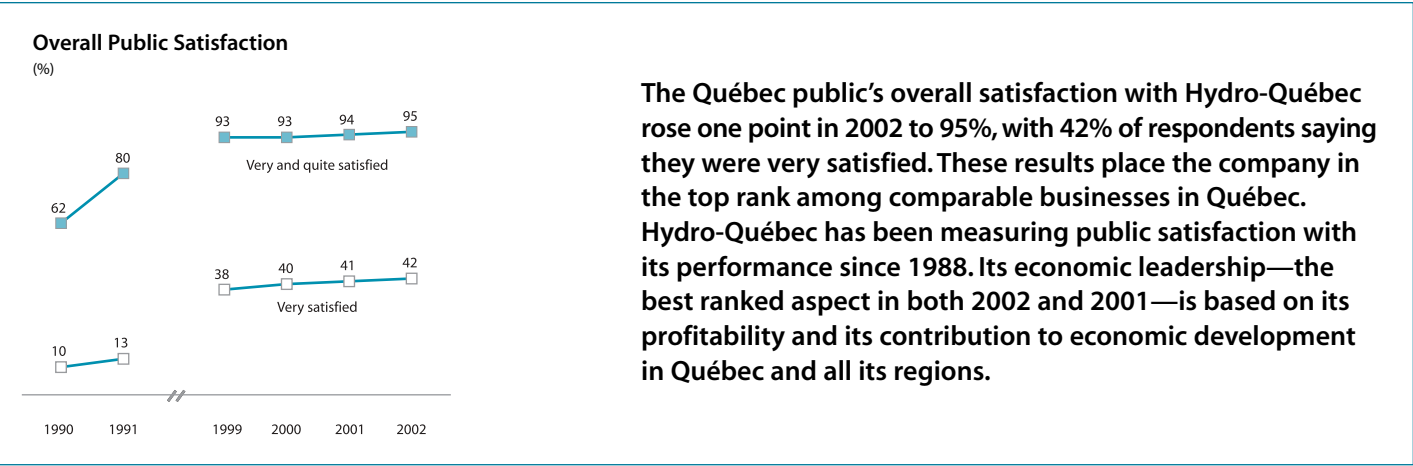 Overall Public Satisfaction
(%)
93 93 94 95
80
Very and quite satisfied
62
38 40 41 42
Very satisfied
10 13
1990 1991 1999 2000 2001 2002
The Québec public’s overall satisfaction with Hydro-Québec
rose one point in 2002 to 95%, with 42% of respondents saying
they were very satisfied. These results place the company in
the top rank among comparable businesses in Québec.
Hydro-Québec has been measuring public satisfaction with
its performance since 1988. Its economic leadership—the
best ranked aspect in both 2002 and 2001—is based on its
profitability and its contribution to economic development
in Québec and all its regions.